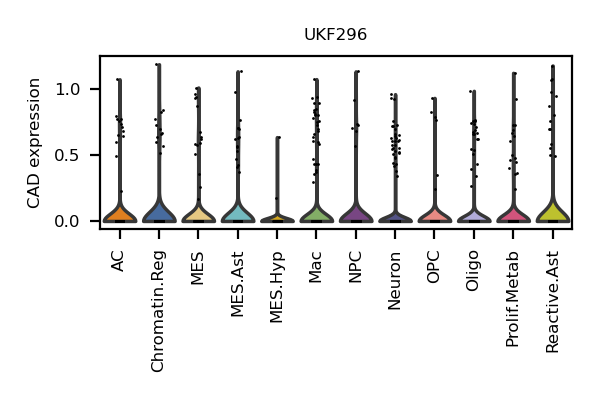 UKF296
CAD expression
1.0
0.5
0.0
AC
Chromatin.Reg
MES
MES.Ast
MES.Hyp
Mac
NPC
Neuron
OPC
Oligo
Prolif.Metab
Reactive.Ast